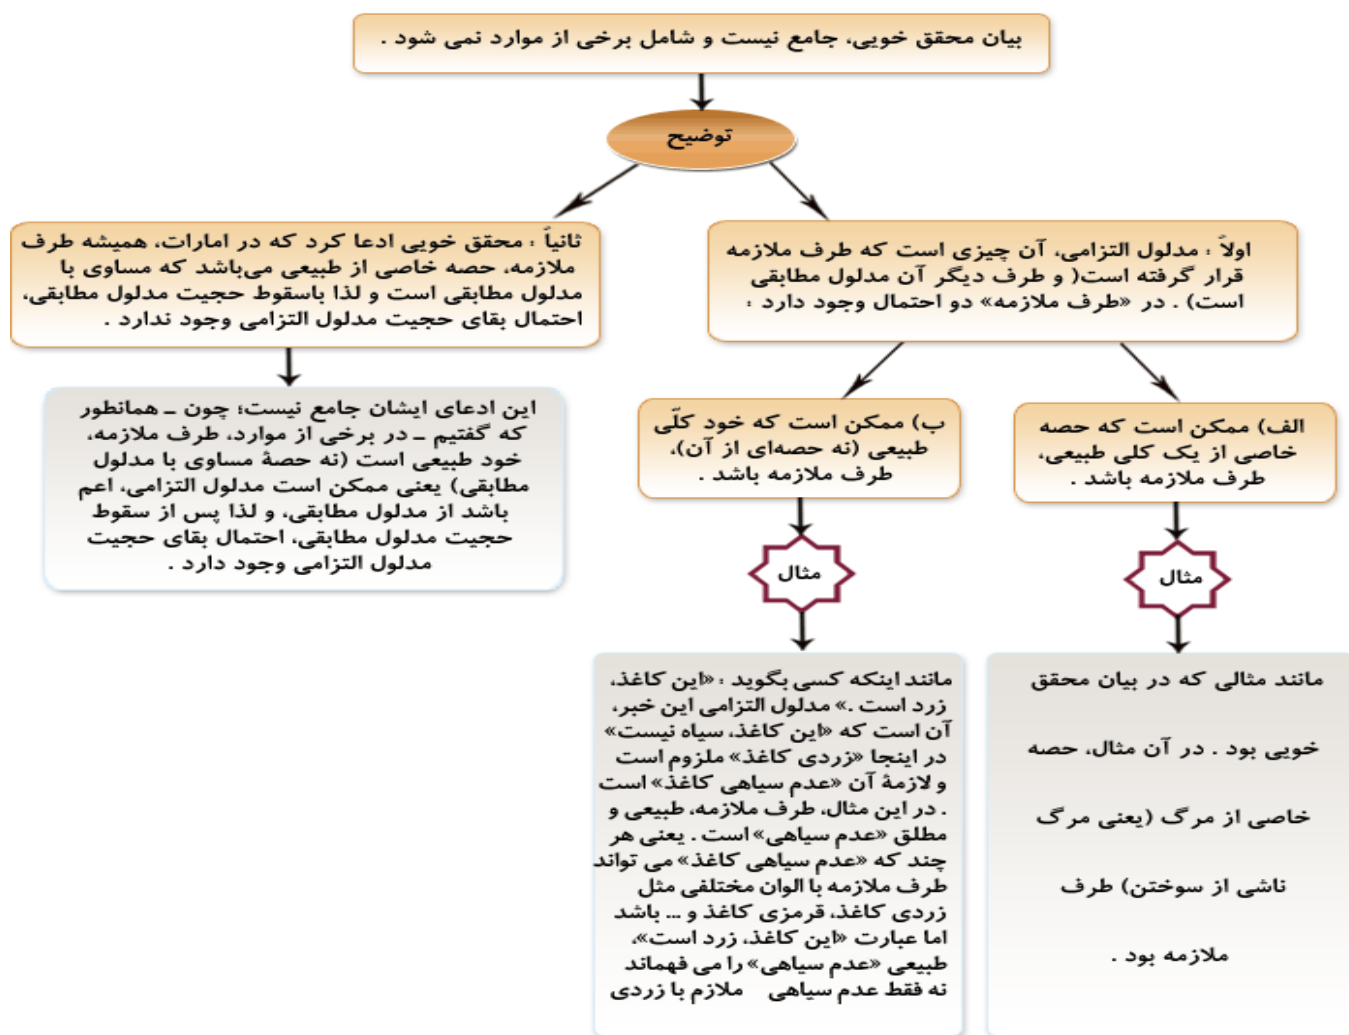 بیان محقق خویی، جامع نیست و شامل برخی از موارد نمی شود .
توضیح
اولاً : مدلول التزامی، آن چیزی است که طرف ملازمه
قرار گرفته است( و طرف دیگر آن مدلول مطابقی
است) . در «طرف ملازمه» دو احتمال وجود دارد :
الف) ممکن است که حصه
خاصی از یک کلی طبیعی،
طرف ملازمه باشد .
مثال
مانند مثالی که در بیان محقق
خویی بود . در آن مثال، حصه
خاصی از مرگ (یعنی مرگ
ناشی از سوختن) طرف
ملازمه بود .
ب) ممکن است که خود کلّی
طبیعی (نه حصه‌ای از آن)،
طرف ملازمه باشد .
مثال
مانند اینکه کسی بگوید : «این کاغذ،
زرد است .» مدلول التزامی این خبر،
آن است که «این کاغذ، سیاه نیست»
در اینجا «زردی کاغذ» ملزوم است
و لازمۀ آن «عدم سیاهی کاغذ» است
. در این مثال، طرف ملازمه، طبیعی و
مطلق «عدم سیاهی» است . یعنی هر
چند که «عدم سیاهی کاغذ» می تواند
طرف ملازمه با الوان مختلفی مثل
زردی کاغذ، قرمزی کاغذ و ... باشد
اما عبارت «این کاغذ، زرد است»،
طبیعی «عدم سیاهی» را می فهماند
نه فقط عدم سیاهی ملازم با زردی
ثانیاً : محقق خویی ادعا کرد که در امارات، همیشه طرف
ملازمه، حصه خاصی از طبیعی می‌باشد که مساوی با
مدلول مطابقی است و لذا باسقوط حجیت مدلول مطابقی،
احتمال بقای حجیت مدلول التزامی وجود ندارد .
این ادعای ایشان جامع نیست؛ چون ـ همانطور
که گفتیم ـ در برخی از موارد، طرف ملازمه،
خود طبیعی است (نه حصۀ مساوی با مدلول
مطابقی) یعنی ممکن است مدلول التزامی، اعم
باشد از مدلول مطابقی، و لذا پس از سقوط
حجیت مدلول مطابقی، احتمال بقای حجیت
مدلول التزامی وجود دارد .